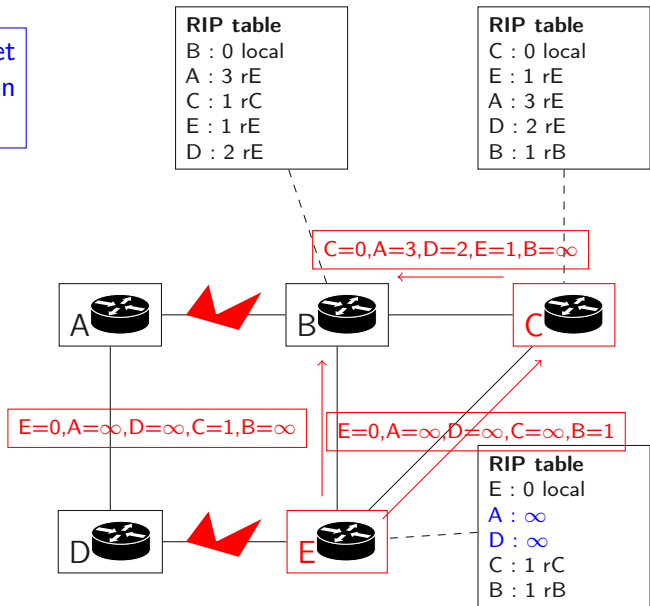 et
en
RIP table
B : 0 local
A : 3 rE
C : 1 rC
E : 1 rE
D : 2 rE
RIP table
C : 0 local
E : 1 rE
A : 3 rE
D : 2 rE
B : 1 rB
C=0,A=3,D=2,E=1,B=∞
A
B
C
E=0,A=∞,D=∞,C=1,B=∞
E=0,A=∞,D=∞,C=∞,B=1
D
E
RIP table
E : 0 local
A : ∞
D : ∞
C : 1 rC
B : 1 rB